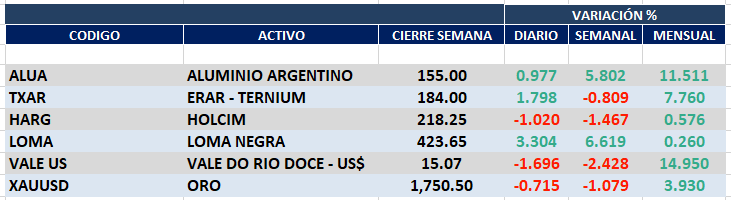 VARIACIÓN %
CODIGO ACTIVO CIERRE SEMANA DIARIO SEMANAL MENSUAL
ALUA ALUMINIO ARGENTINO 155.00 0.977 5.802 11.511
TXAR ERAR - TERNIUM 184.00 1.798 -0.809 7.760
HARG HOLCIM 218.25 -1.020 -1.467 0.576
LOMA LOMA NEGRA 423.65 3.304 6.619 0.260
VALE US VALE DO RIO DOCE - US$ 15.07 -1.696 -2.428 14.950
XAUUSD ORO 1,750.50 -0.715 -1.079 3.930